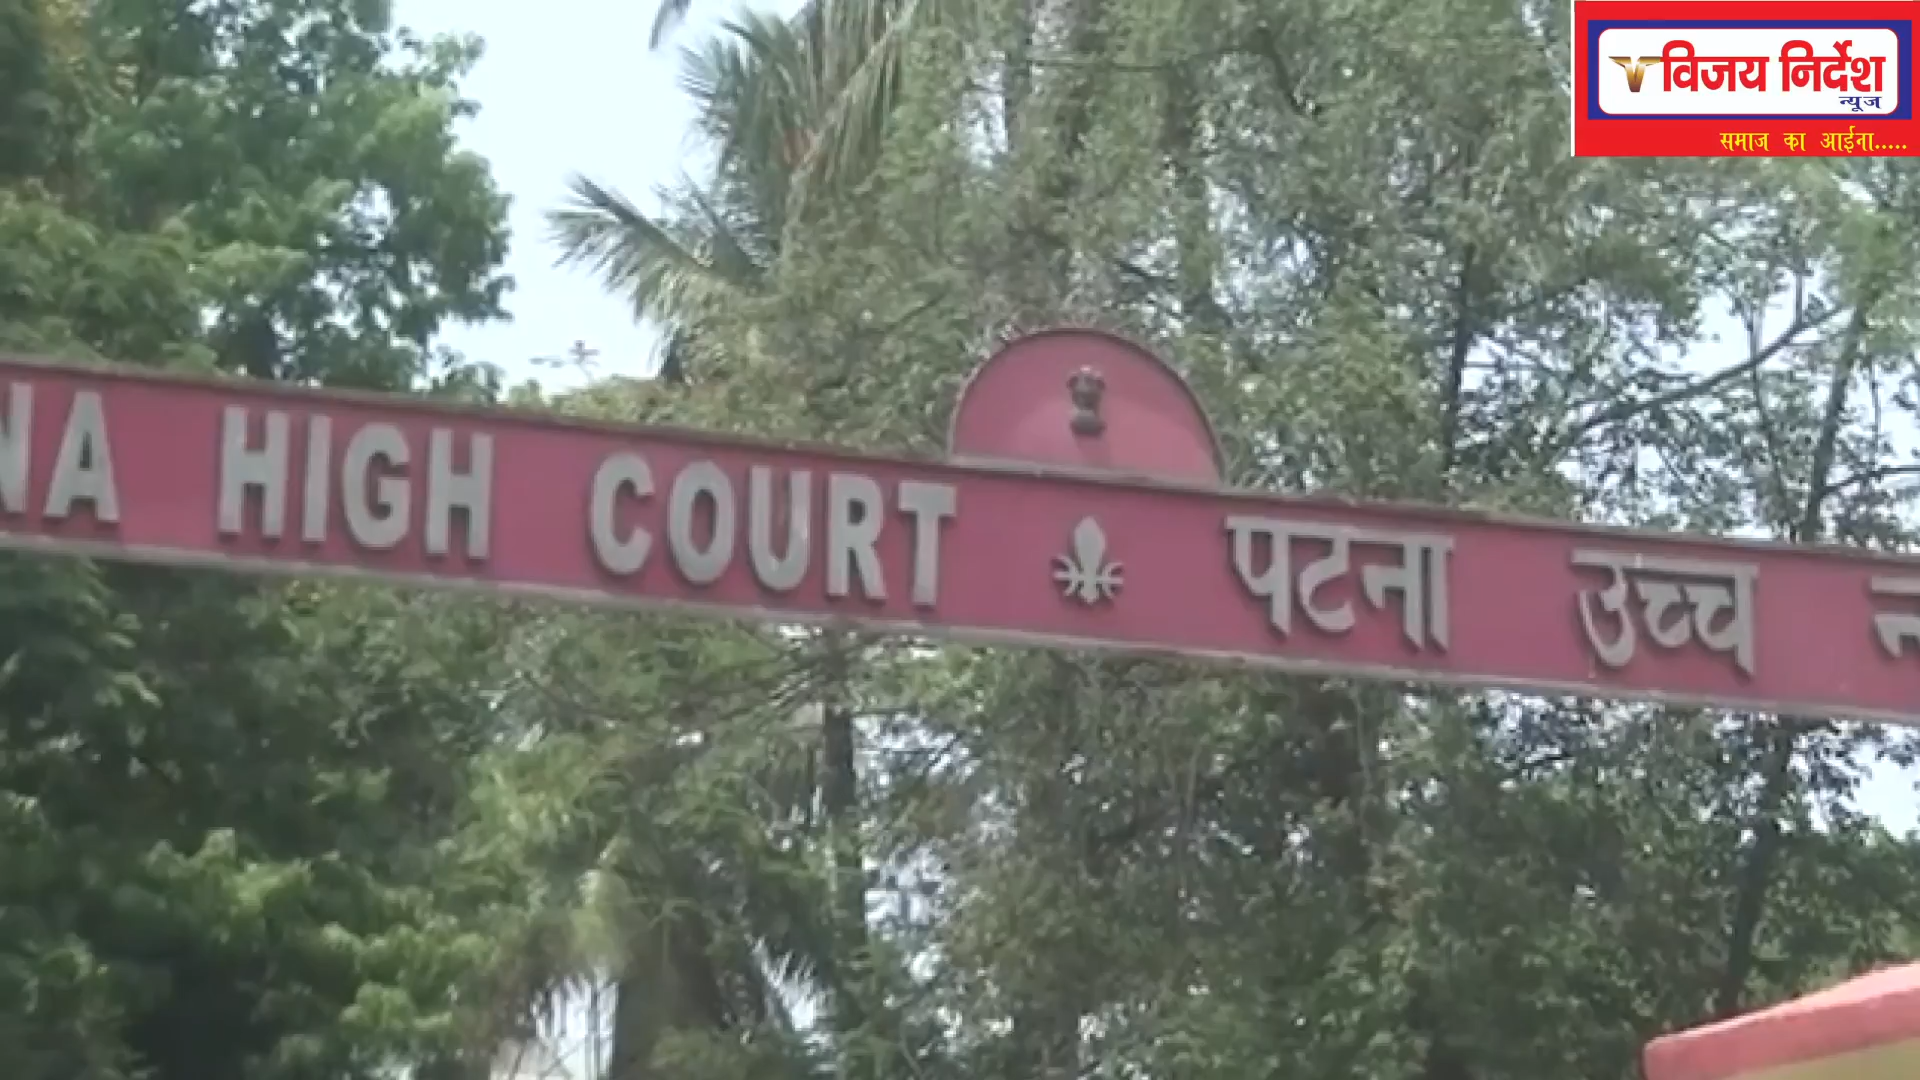 विजय निर्देश
न्यूज
समाज का आईना.....
NA HIGH COURT पटना उच्च